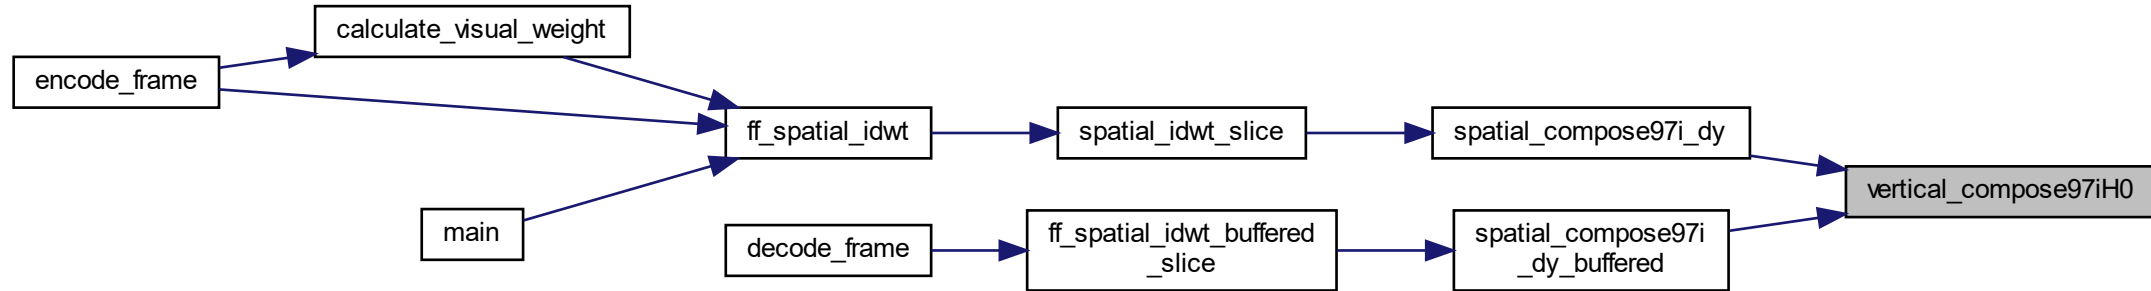 calculate_visual_weight
encode_frame
ff_spatial_idwt
spatial_idwt_slice
spatial_compose97i_dy
vertical_compose97iH0
main
decode_frame
ff_spatial_idwt_buffered
_slice
spatial_compose97i
_dy_buffered